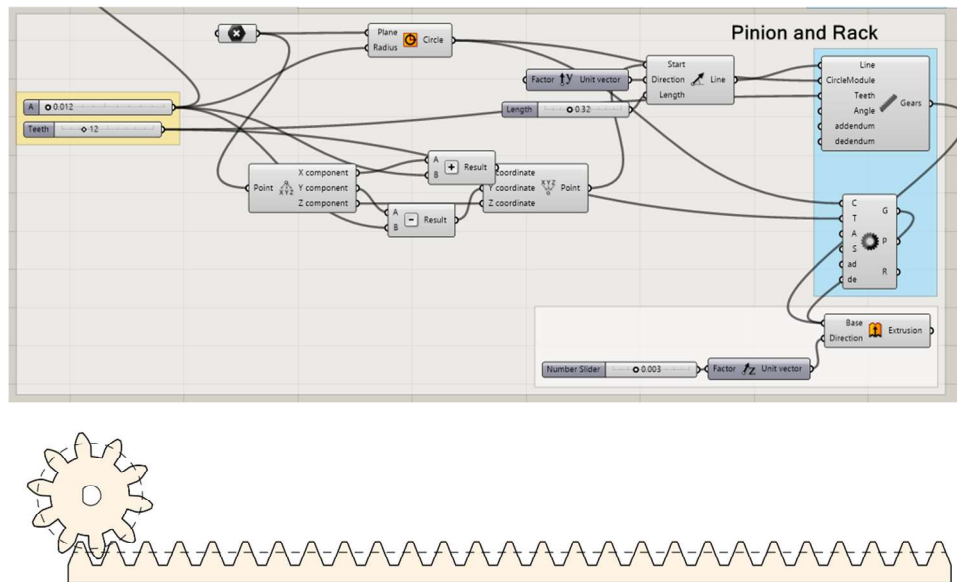 Pinion and Rack
Plane
Radius
Circle
Start
Direction
Length
Line
Factor
Unit vector
Length
0.32
Line
CircleModule
Teeth
Angle
addendum
dedendum
Gears
A
0.012
Teeth
12
Point
X component
Y component
Z component
A
B
Result
A
B
Result
coordinate
Y coordinate
Z coordinate
Point
C
T
A
S
ad
de
G
P
R
Base
Direction
Extrusion
Number Slider
0.003
Factor
Unit vector